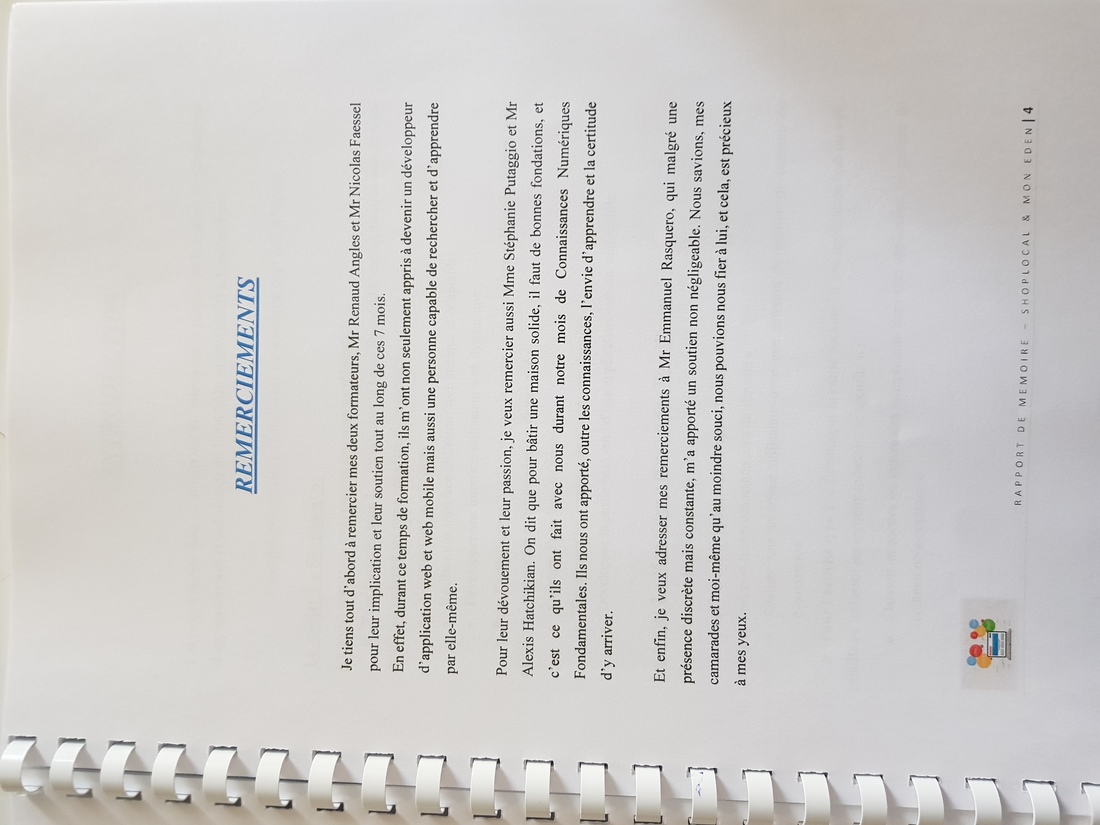 REMERCIEMENTS
Je tiens tout d'abord à remercier mes deux formateurs, Mr Renaud Angles et Mr Nicolas Faessel
pour leur implication et leur soutien tout au long de ces 7 mois.
En effet, durant ce temps de formation, ils m'ont non seulement appris à devenir un développeur
d'application web et web mobile mais aussi une personne capable de rechercher et d'apprendre
par elle-même.
Pour leur dévouement et leur passion, je veux remercier aussi Mme Stéphanie Putaggio et Mr
Alexis Hatchikian. On dit que pour bâtir une maison solide, il faut de bonnes fondations, et
c'est ce qu'ils ont fait avec nous durant notre mois de Connaissances Numériques
Fondamentales. Ils nous ont apporté, outre les connaissances, l'envie d'apprendre et la certitude
d'y arriver.
Et enfin, je veux adresser mes remerciements à Mr Emmanuel Rasquero, qui malgré une
présence discrète mais constante, m'a apporté un soutien non négligeable. Nous savions, mes
camarades et moi-même qu'au moindre souci, nous pouvions nous fier à lui, et cela, est précieux
à mes yeux.
RAPPORT DE MEMOIRE – SHOPLOCAL & MON EDEN | 4